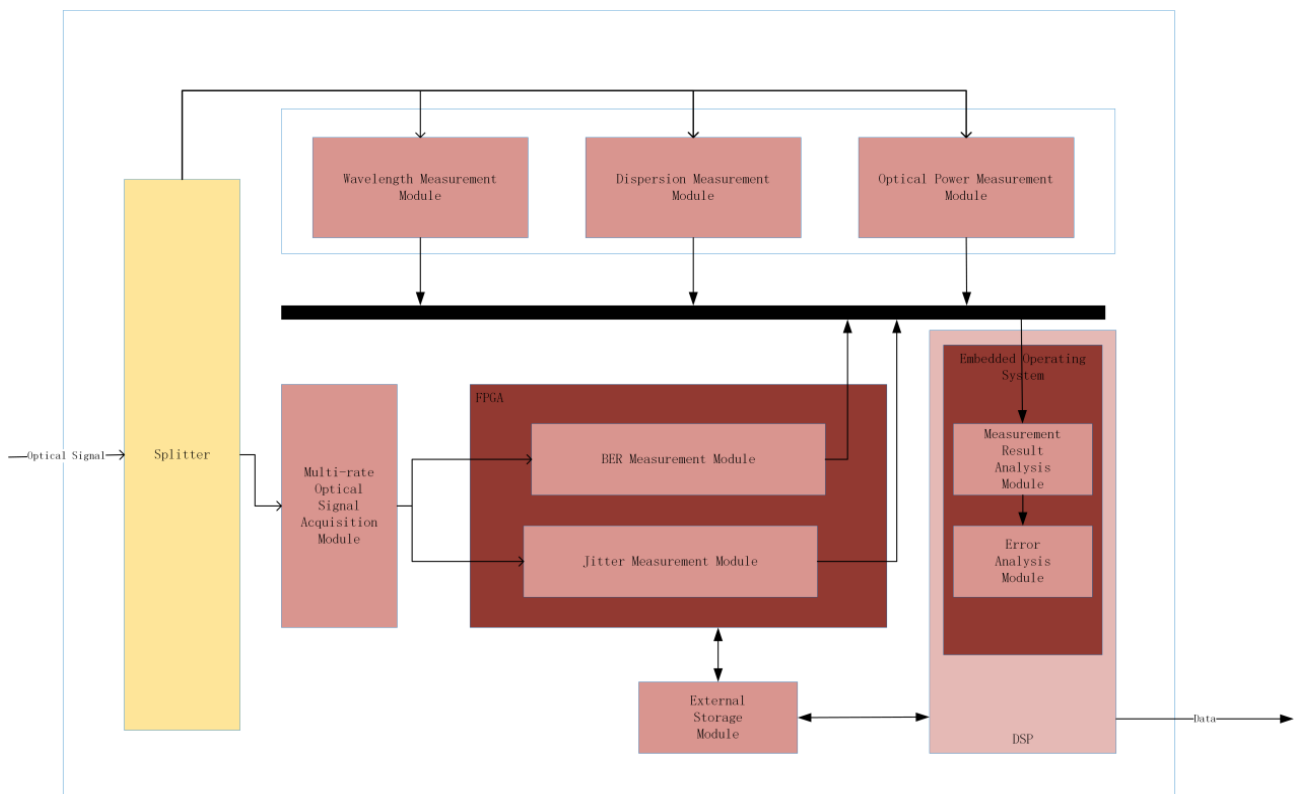 Wavelength Measurement
Module
Dispersion Measurement
Module
Optical Power Measurement
Module
Optical Signal
Splitter
Multi-rate
Optical
Signal
Acquisition
Module
FPGA
BER Measurement Module
Jitter Measurement Module
Embedded Operating
System
Measurement
Result
Analysis
Module
Error
Analysis
Module
External
Storage
Module
DSP
Data